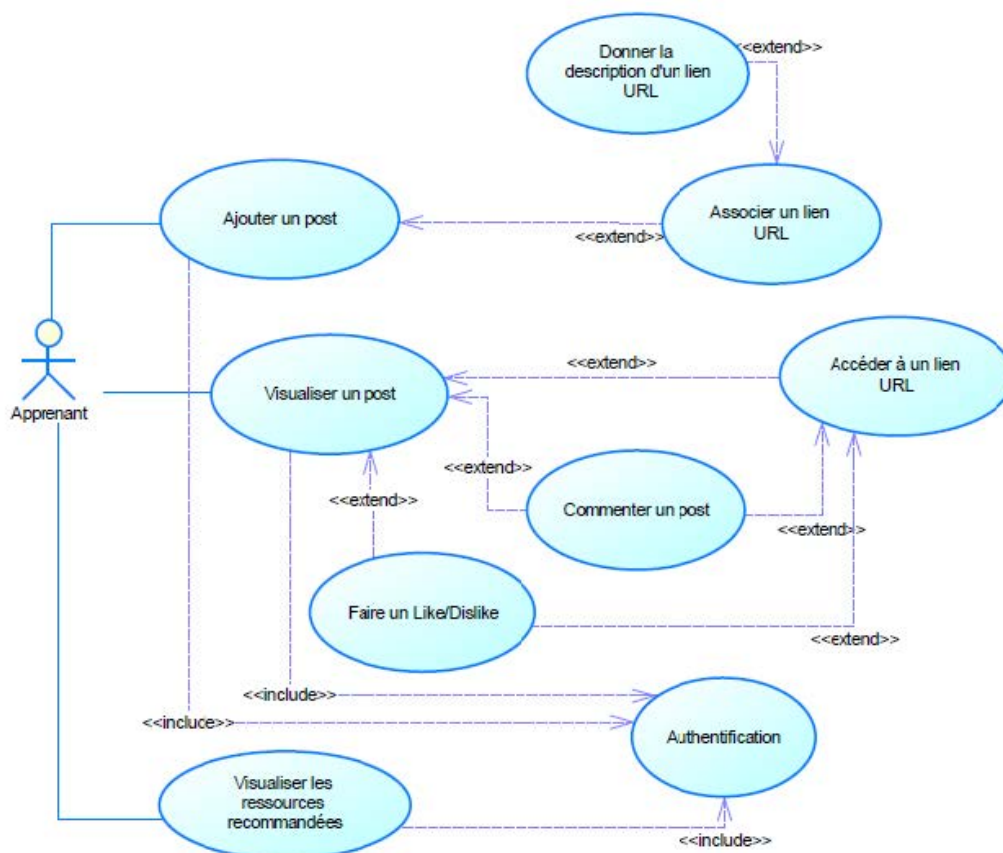 Donner la
description d'un lien
URL
<<extend>>
Ajouter un post
Associer un lien
URL
<<extend>>
Accéder à un lien
URL
<<extend>>
Visualiser un post
Apprenant
<<extend>>
<<extend>>
Commenter un post
<<extend>>
Faire un Like/Dislike
<<extend>>
<<include>>
<<include>>
Authentification
Visualiser les
ressources
recommandées
<<include>>